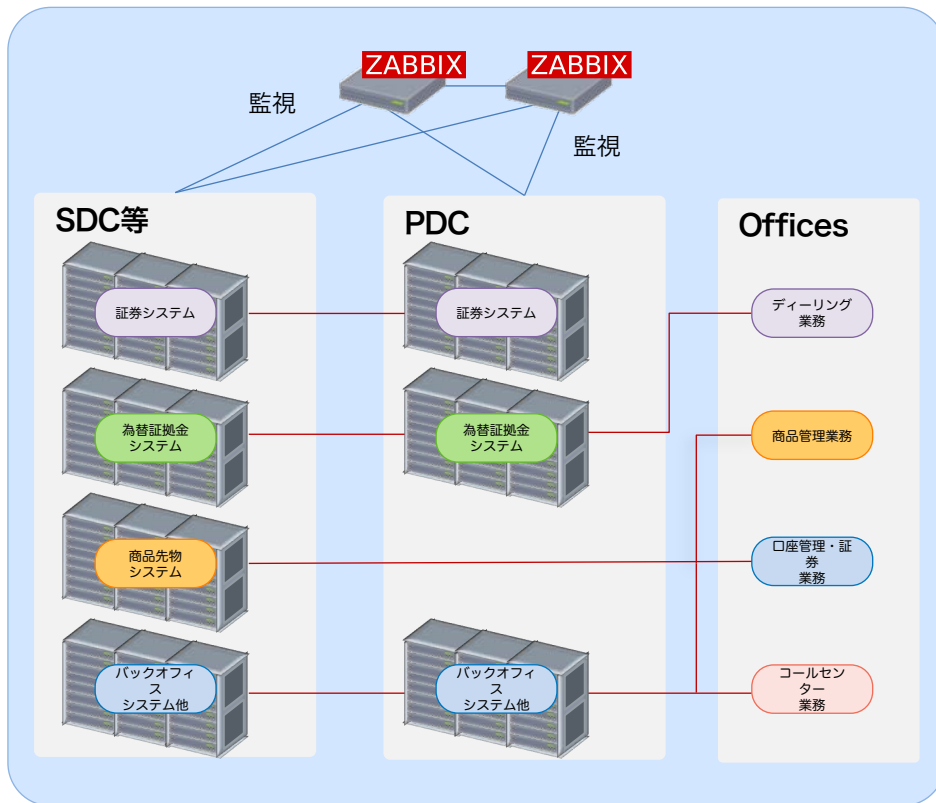 ZABBIX
ZABBIX
監視
監視
SDC等
PDC
Offices
証券システム
証券システム
ディーリング
業務
為替証拠金
システム
為替証拠金
システム
商品管理業務
商品先物
システム
口座管理・証
券
業務
バックオフィ
ス
システム他
バックオフィ
ス
システム他
コールセン
ター
業務